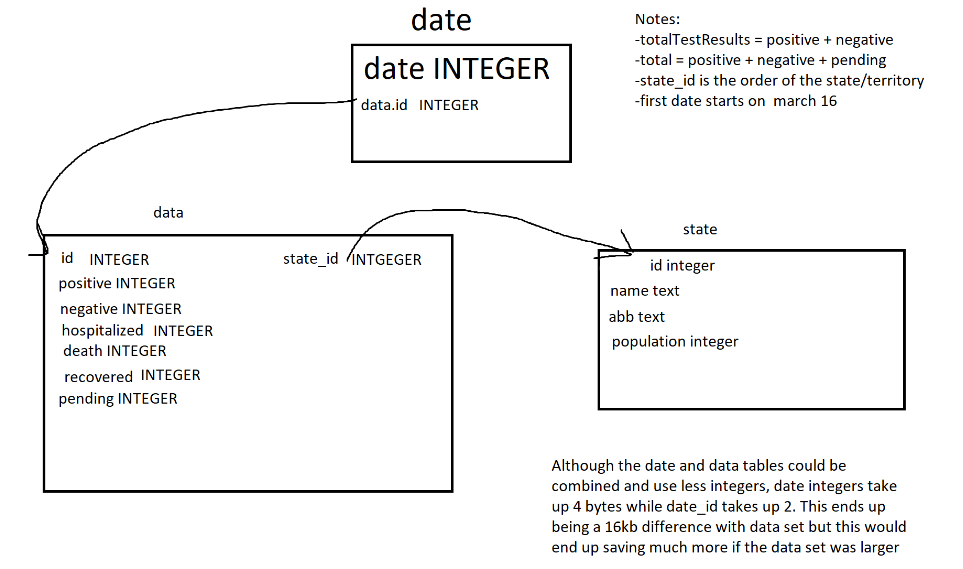 date
date INTEGER
data.id INTEGER
Notes:
-totalTestResults = positive + negative
-total = positive + negative + pending
-state_id is the order of the state/territory
-first date starts on march 16
data
id INTEGER
state_id INTGEGER
positive INTEGER
negative INTEGER
hospitalized INTEGER
death INTEGER
recovered INTEGER
pending INTEGER
state
id integer
name text
abb text
population integer
Although the date and data tables could be
combined and use less integers, date integers take
up 4 bytes while date_id takes up 2. This ends up
being a 16kb difference with data set but this would
end up saving much more if the data set was larger